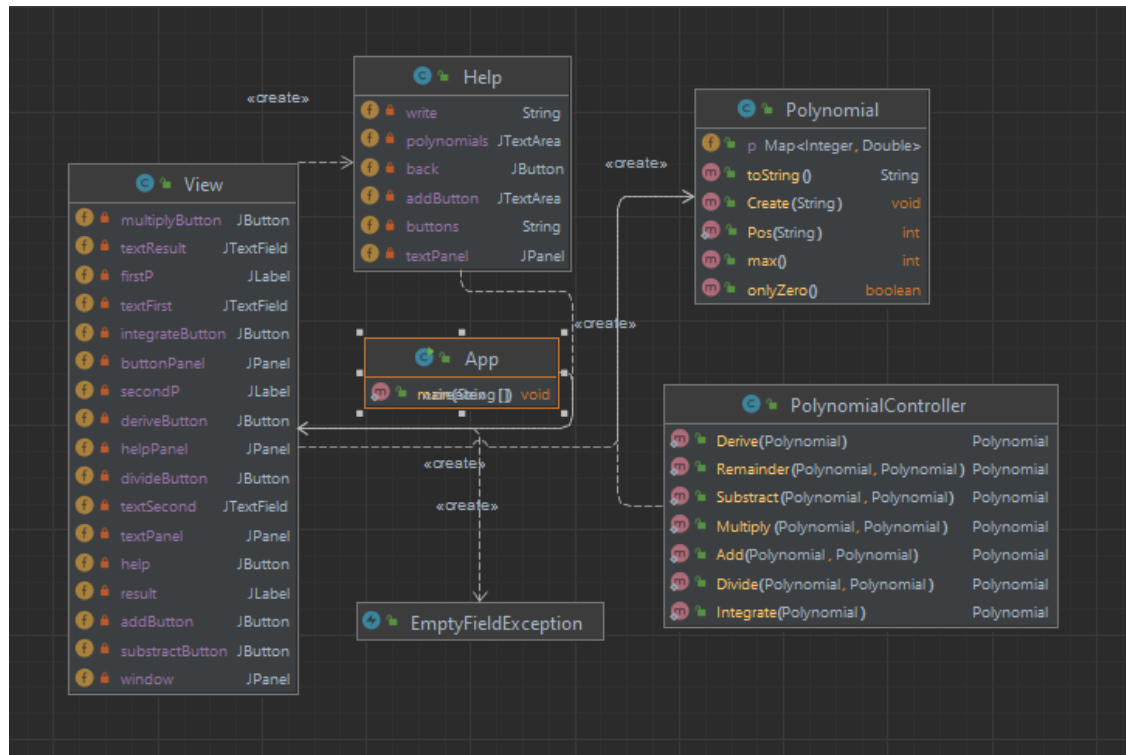 Help
«create»
write String
polynomials JTextArea
back JButton
addButton JTextArea
buttons String
textPanel JPanel
Polynomial
p Map<Integer, Double>
toString() String
Create(String) void
Pos(String) int
max() int
onlyZero() boolean
«create»
View
multiplyButton JButton
textResult JTextField
firstP JLabel
textFirst JTextField
integrateButton JButton
buttonPanel JPanel
secondP JLabel
deriveButton JButton
helpPanel JPanel
divideButton JButton
textSecond JTextField
textPanel JPanel
help JButton
result JLabel
addButton JButton
substractButton JButton
window JPanel
«create»
App
main(String []) void
«create»
«create»
PolynomialController
Derive(Polynomial) Polynomial
Remainder(Polynomial, Polynomial) Polynomial
Substract(Polynomial, Polynomial) Polynomial
Multiply(Polynomial, Polynomial) Polynomial
Add(Polynomial, Polynomial) Polynomial
Divide(Polynomial, Polynomial) Polynomial
Integrate(Polynomial) Polynomial
EmptyFieldException